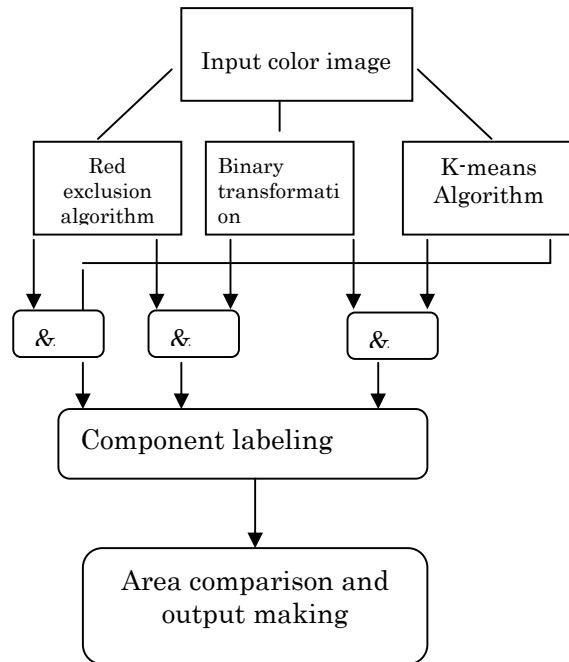 Input color image
Red
exclusion
algorithm
Binary
transformati
on
K-means
Algorithm
&.
&.
&.
Component labeling
Area comparison and
output making